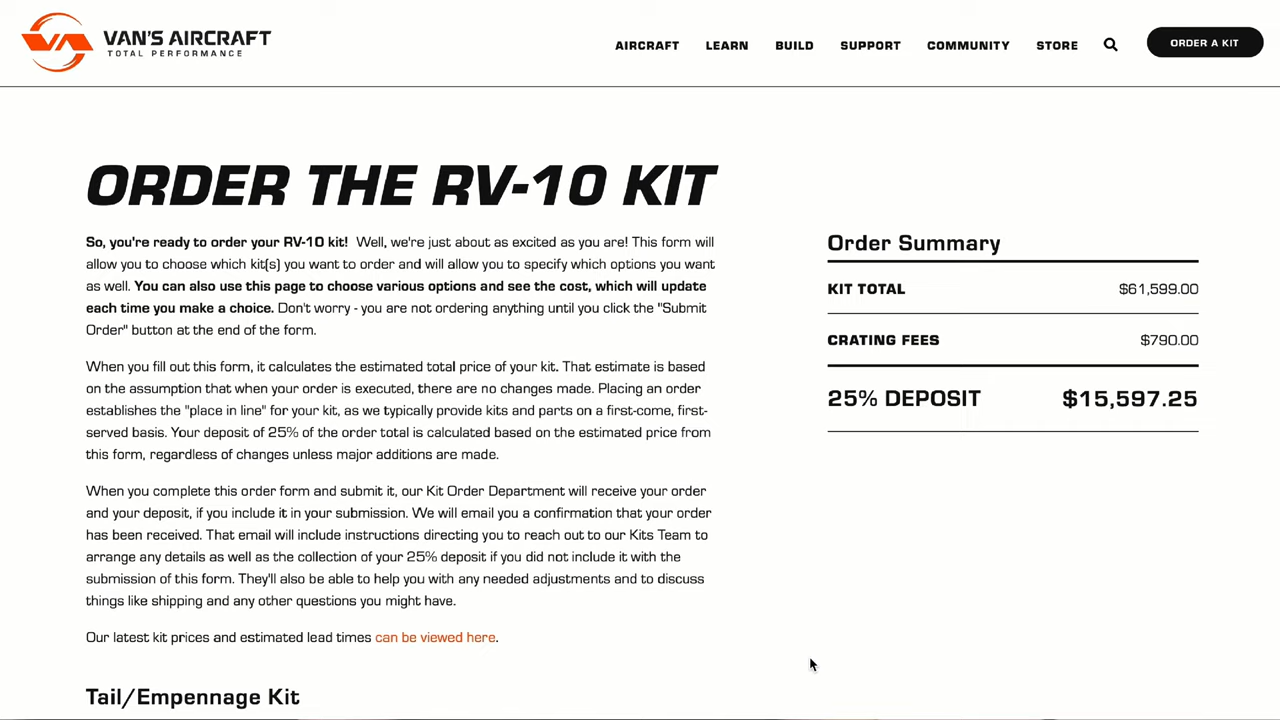 VAN'S AIRCRAFT
TOTAL PERFORMANCE
AIRCRAFT LEARN BUILD SUPPORT COMMUNITY STORE ORDER A KIT
ORDER THE RV-10 KIT
So, you're ready to order your RV-10 kit! Well, we're just about as excited as you are! This form will
allow you to choose which kit(s) you want to order and will allow you to specify which options you want
as well. You can also use this page to choose various options and see the cost, which will update
each time you make a choice. Don't worry - you are not ordering anything until you click the "Submit
Order" button at the end of the form.
When you fill out this form, it calculates the estimated total price of your kit. That estimate is based
on the assumption that when your order is executed, there are no changes made. Placing an order
establishes the "place in line" for your kit, as we typically provide kits and parts on a first-come, first-
served basis. Your deposit of 25% of the order total is calculated based on the estimated price from
this form, regardless of changes unless major additions are made.
When you complete this order form and submit it, our Kit Order Department will receive your order
and your deposit, if you include it in your submission. We will email you a confirmation that your order
has been received. That email will include instructions directing you to reach out to our Kits Team to
arrange any details as well as the collection of your 25% deposit if you did not include it with the
submission of this form. They'll also be able to help you with any needed adjustments and to discuss
things like shipping and any other questions you might have.
Our latest kit prices and estimated lead times can be viewed here.
Tail/Empennage Kit
Order Summary
KIT TOTAL $61,599.00
CRATING FEES $790.00
25% DEPOSIT $15,597.25